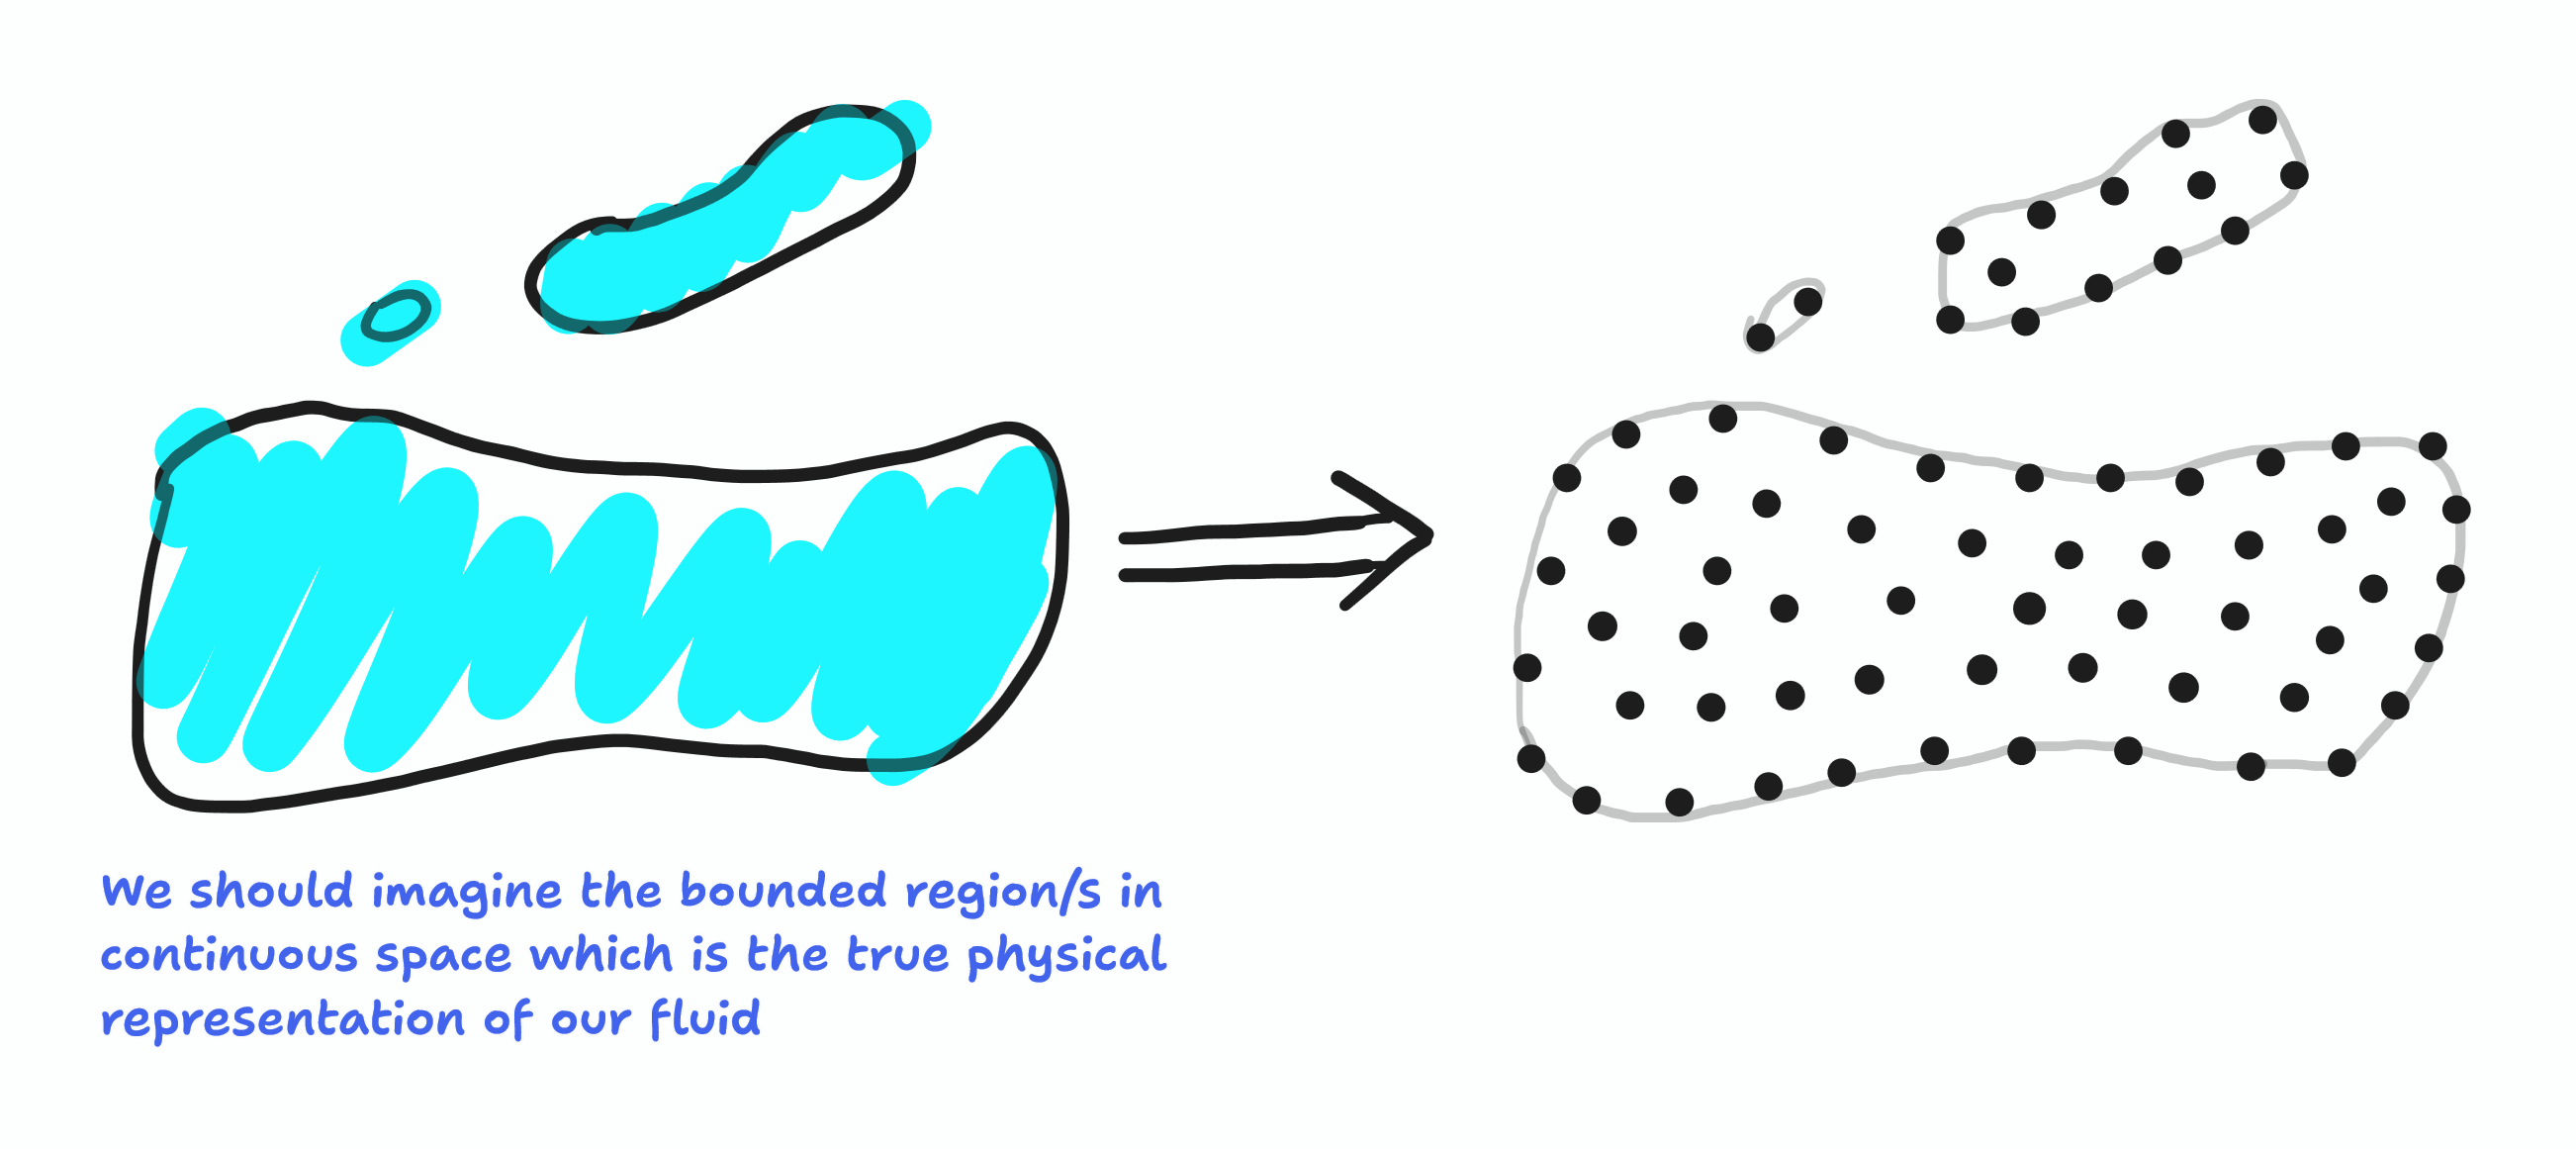 We should imagine the bounded region/s in
continuous space which is the true physical
representation of our fluid